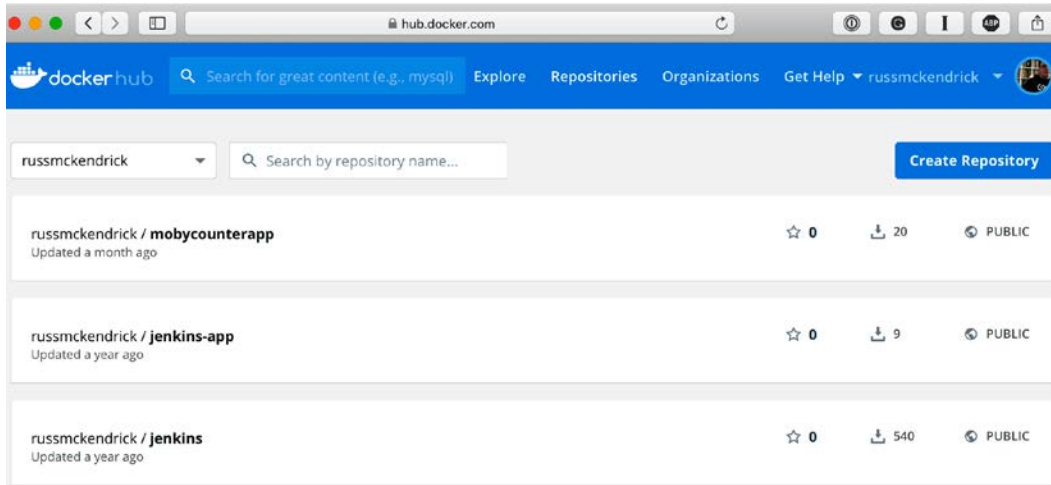 hub.docker.com
ABP
dockerhub Search for great content (e.g., mysql) Explore Repositories Organizations Get Help russmckendrick
russmckendrick Search by repository name... Create Repository
russmckendrick / mobycounterapp 0 20 PUBLIC
Updated a month ago
russmckendrick / jenkins-app 0 9 PUBLIC
Updated a year ago
russmckendrick / jenkins 0 540 PUBLIC
Updated a year ago